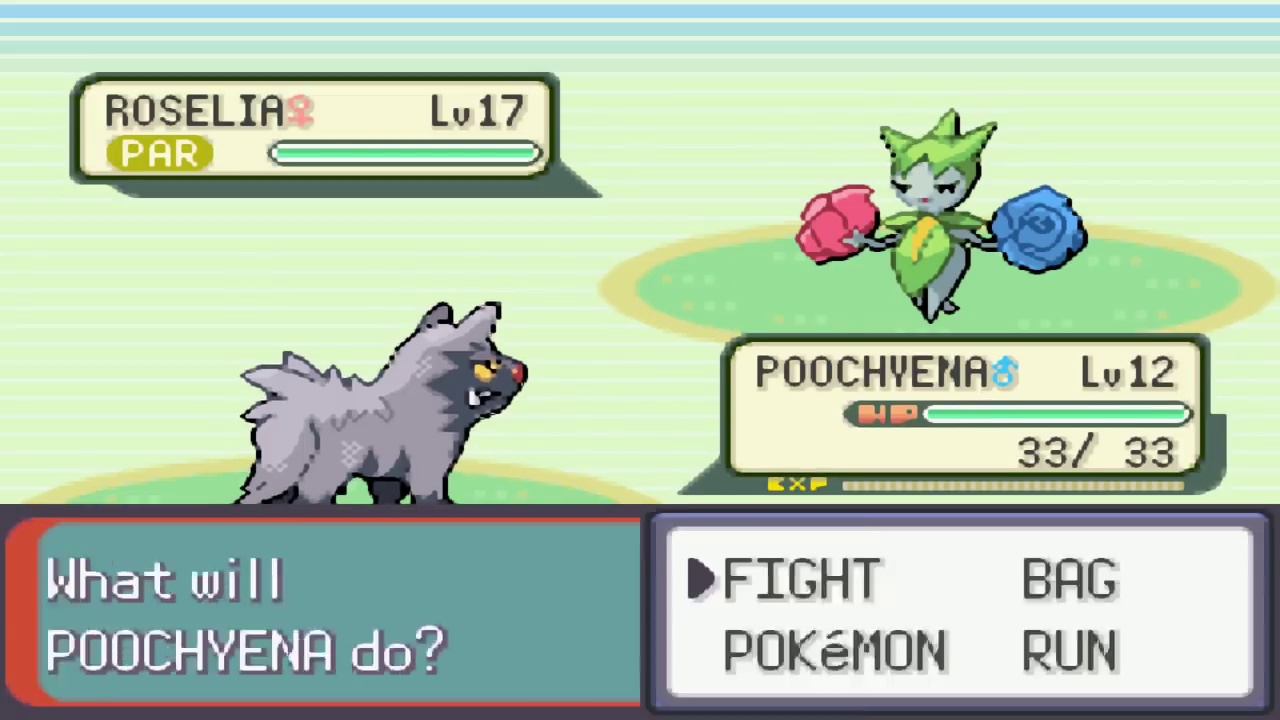 ROSELIA♀ Lv17
PAR
POOCHYENA♂ Lv12
HP
33/ 33
EXP
What will
POOCHYENA do?
▶FIGHT BAG
POKéMON RUN